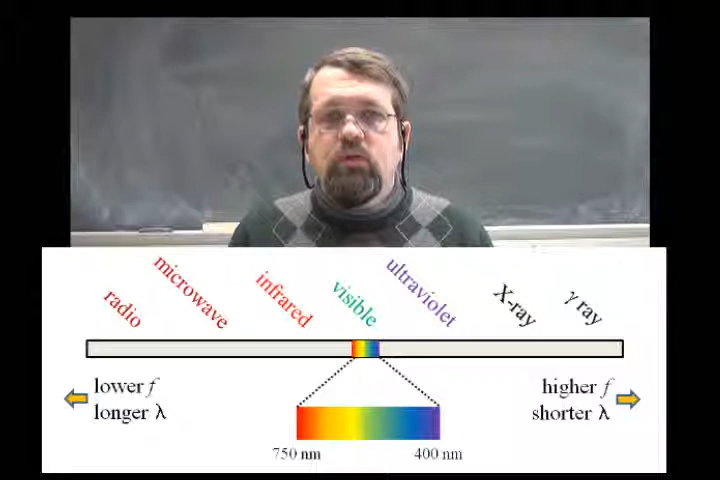 radio
microwave
infrared
visible
ultraviolet
X-ray
γ ray
lower f
longer λ
higher f
shorter λ
750 nm
400 nm